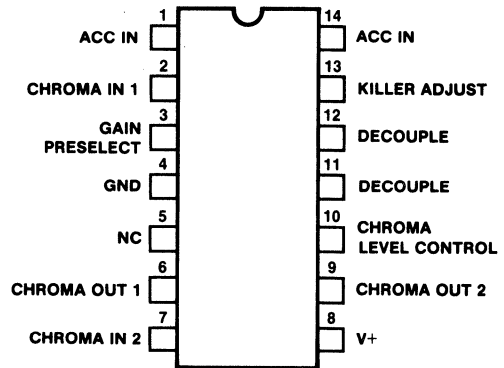 1 14
ACC IN ACC IN
2 13
CHROMA IN 1 KILLER ADJUST
3 12
GAIN
PRESELECT DECOUPLE
4 11
GND DECOUPLE
5 10
NC CHROMA
LEVEL CONTROL
6 9
CHROMA OUT 1 CHROMA OUT 2
7 8
CHROMA IN 2 V+